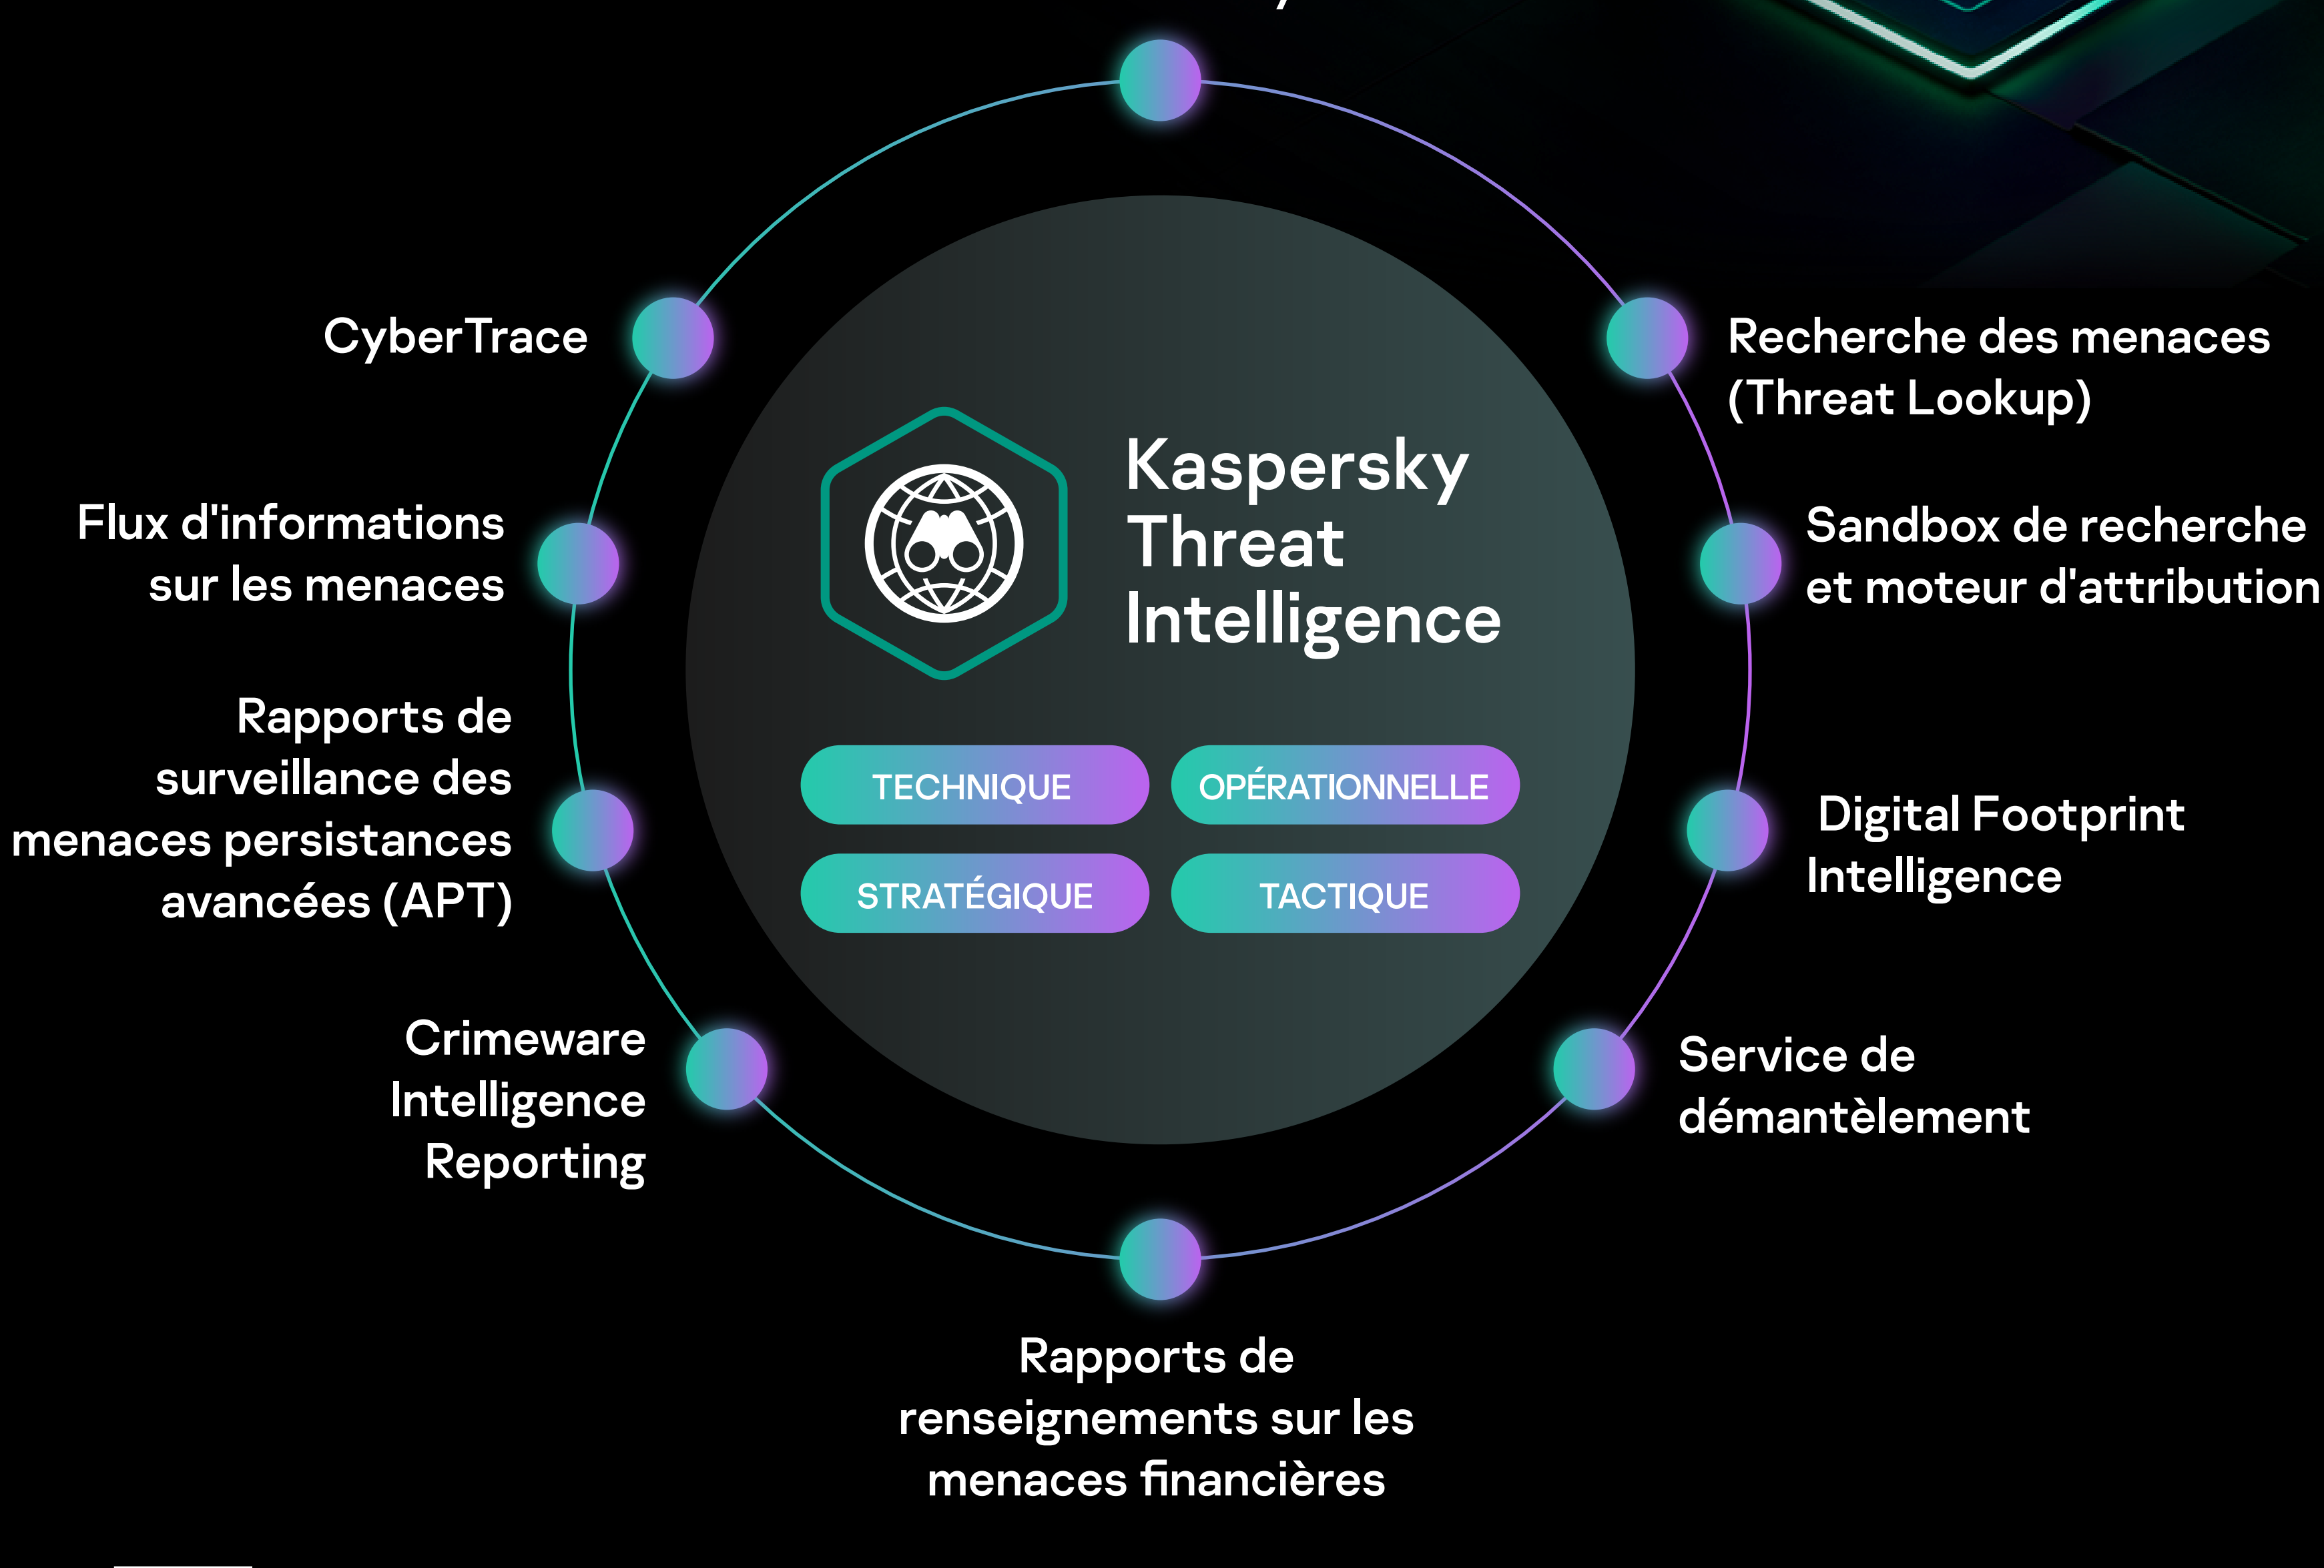 CyberTrace
Flux d'informations
sur les menaces
Rapports de
surveillance des
menaces persistances
avancées (APT)
Crimeware
Intelligence
Reporting
Kaspersky
Threat
Intelligence
TECHNIQUE
OPÉRATIONNELLE
STRATÉGIQUE
TACTIQUE
Recherche des menaces
(Threat Lookup)
Sandbox de recherche
et moteur d'attribution
Digital Footprint
Intelligence
Service de
démantèlement
Rapports de
renseignements sur les
menaces financières